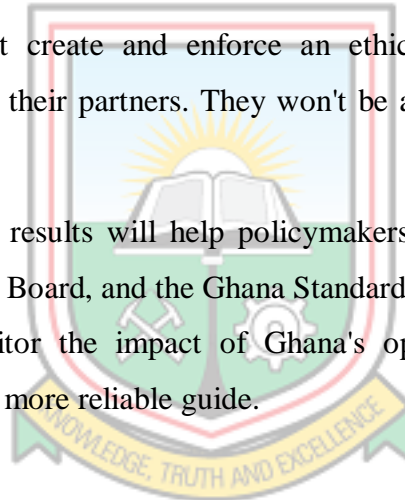 t create and enforce an ethic
their partners. They won't be a
results will help policymakers
Board, and the Ghana Standard
itor the impact of Ghana's op
more reliable guide.
KNOWLEDGE, TRUTH AND EXCELLENCE